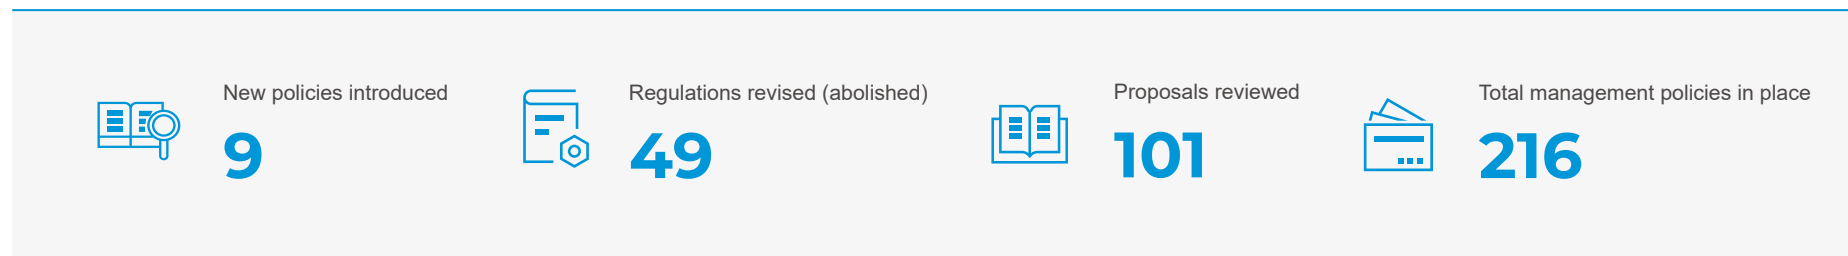 New policies introduced
9
Regulations revised (abolished)
49
Proposals reviewed
101
Total management policies in place
216